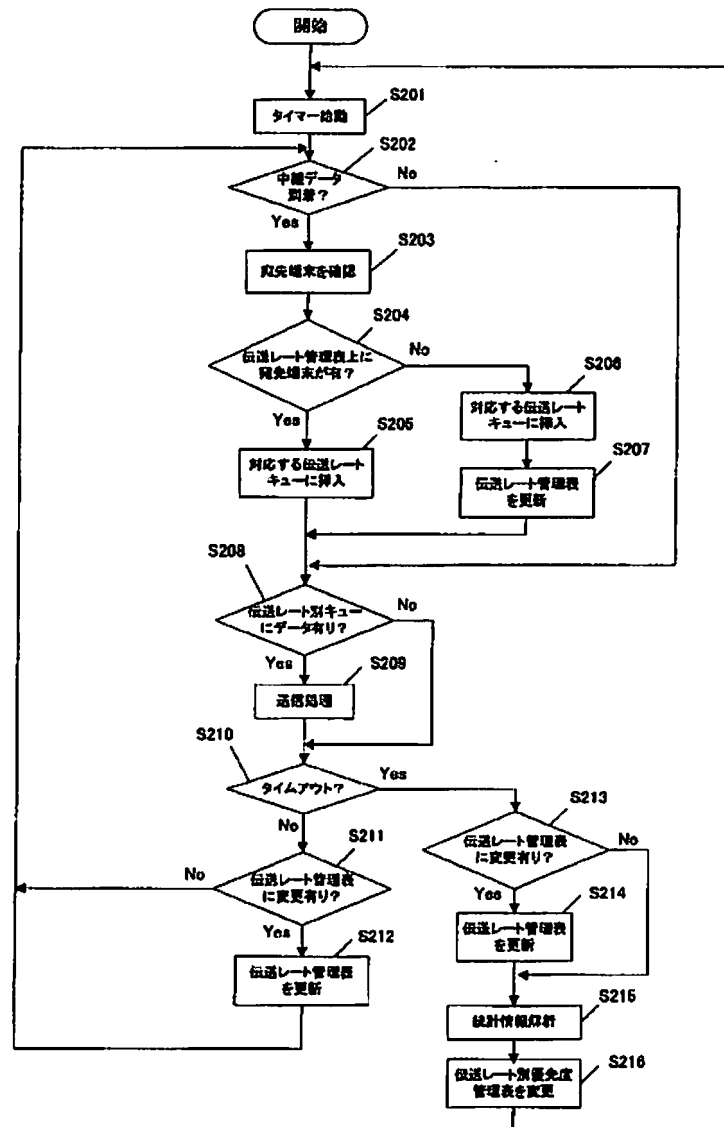 開始
S201
タイマー始動
S202
中継データ
到着？
No
Yes
S203
宛先端末を確認
S204
伝送レート管理表上に
宛先端末が有？
No
Yes
S205
対応する伝送レート
キューに挿入
S206
対応する伝送レート
キューに挿入
S207
伝送レート管理表
を更新
S208
伝送レート別キュー
にデータ有り？
No
Yes
S209
送信処理
S210
タイムアウト？
Yes
No
S211
伝送レート管理表
に変更有り？
No
Yes
S212
伝送レート管理表
を更新
S213
伝送レート管理表
に変更有り？
No
Yes
S214
伝送レート管理表
を更新
S215
統計情報解析
S216
伝送レート別優先度
管理表を変更